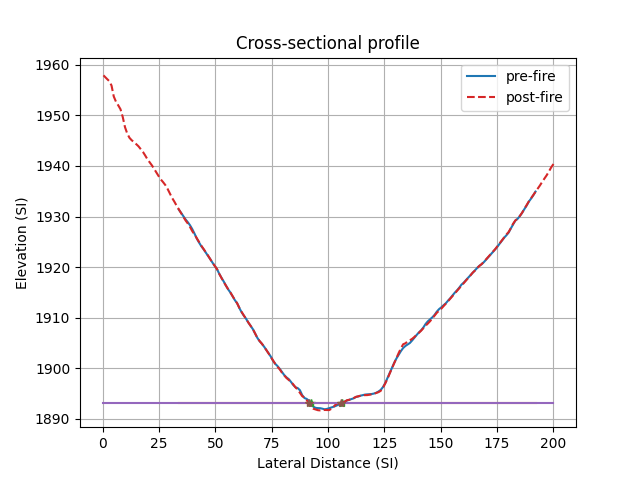 Cross-sectional profile
pre-fire
post-fire
Elevation (SI)
1960
1950
1940
1930
1920
1910
1900
1890
0 25 50 75 100 125 150 175 200
Lateral Distance (SI)